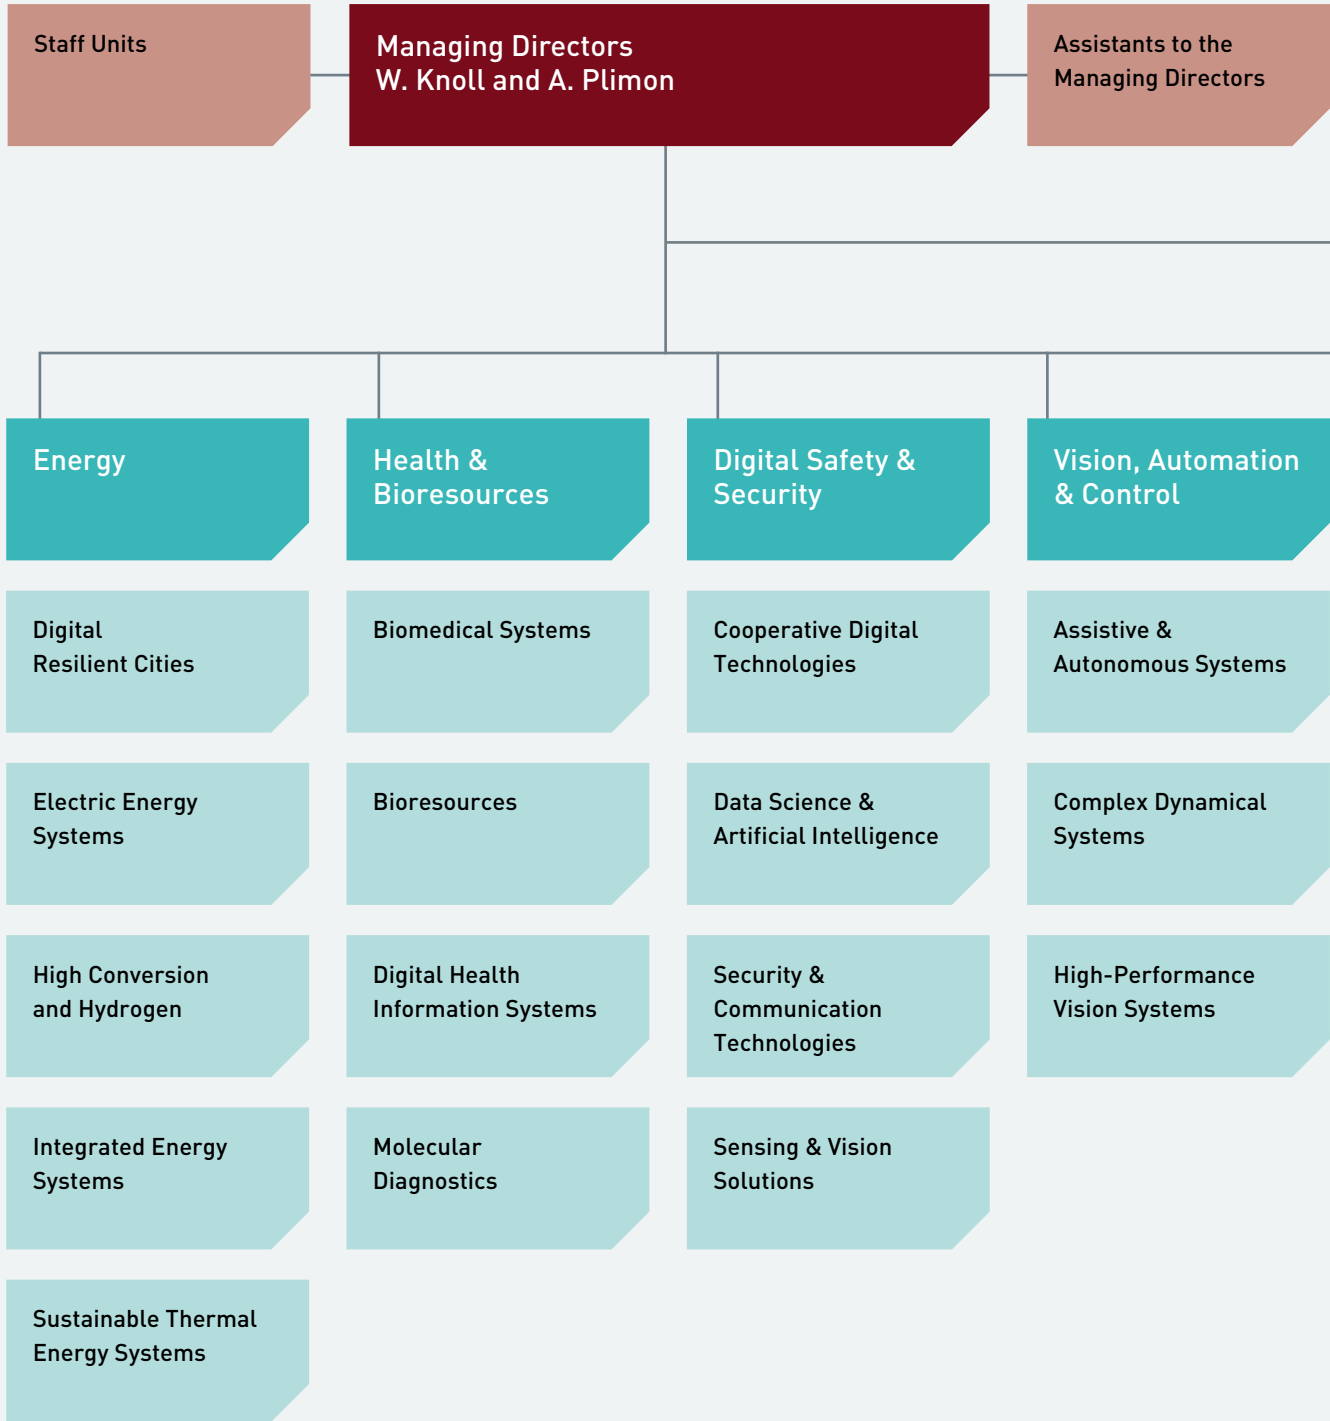 Staff Units
Managing Directors
W. Knoll and A. Plimon
Assistants to the
Managing Directors
Energy
Health &
Bioresources
Digital Safety &
Security
Vision, Automation
& Control
Digital
Resilient Cities
Biomedical Systems
Cooperative Digital
Technologies
Assistive &
Autonomous Systems
Electric Energy
Systems
Bioresources
Data Science &
Artificial Intelligence
Complex Dynamical
Systems
High Conversion
and Hydrogen
Digital Health
Information Systems
Security &
Communication
Technologies
High-Performance
Vision Systems
Integrated Energy
Systems
Molecular
Diagnostics
Sensing & Vision
Solutions
Sustainable Thermal
Energy Systems